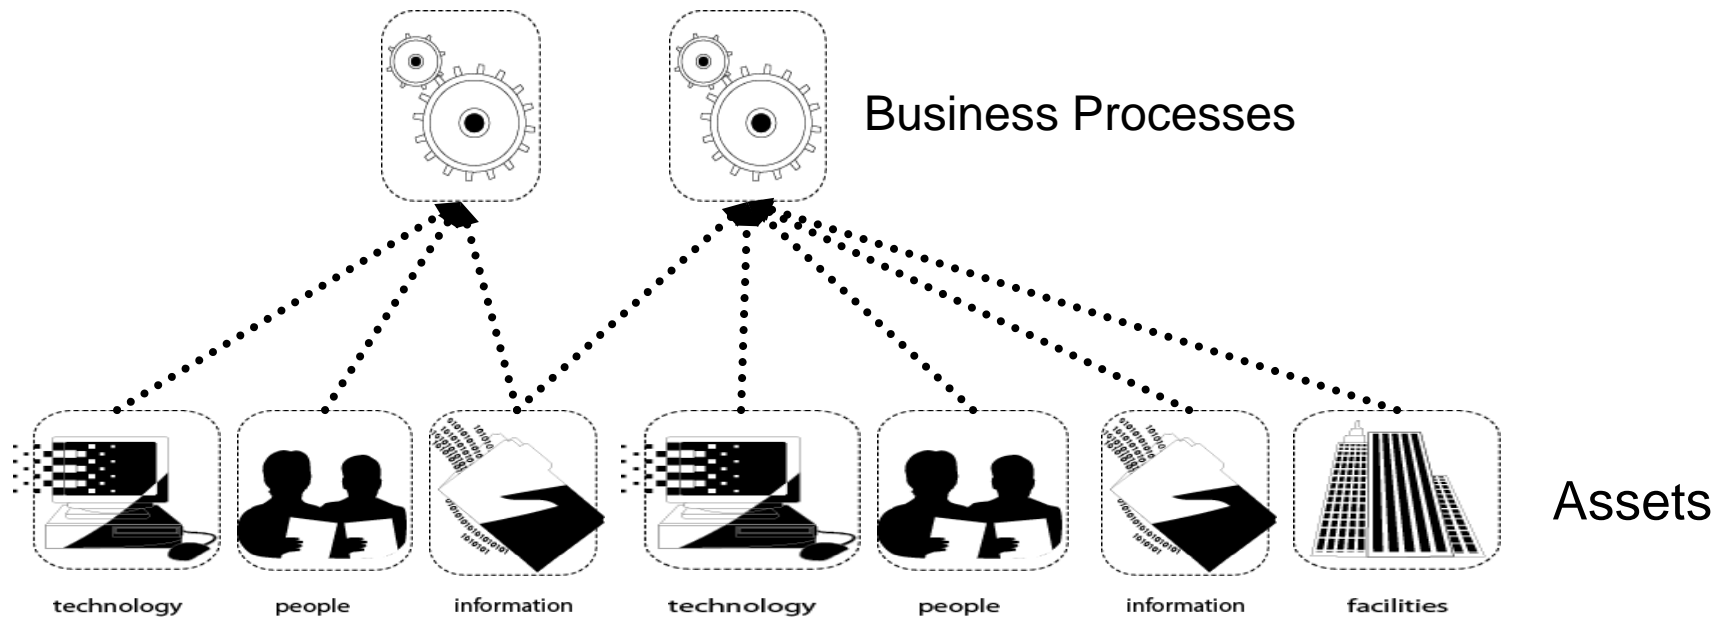 Business Processes
Assets
technology people information technology people information facilities